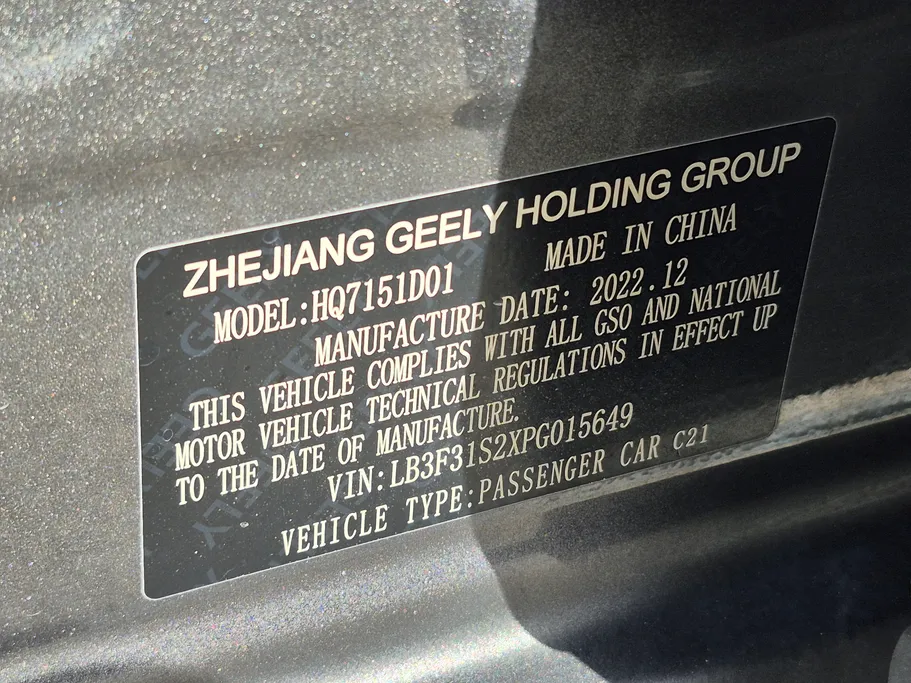 ZHEJIANG GEELY HOLDING GROUP
MODEL:HQ7151D01 MADE IN CHINA
MANUFACTURE DATE: 2022.12
THIS VEHICLE COMPLIES WITH ALL GSO AND NATIONAL
MOTOR VEHICLE TECHNICAL REGULATIONS IN EFFECT UP
TO THE DATE OF MANUFACTURE.
VIN:LB3F31S2XPG015649
VEHICLE TYPE:PASSENGER CAR C21